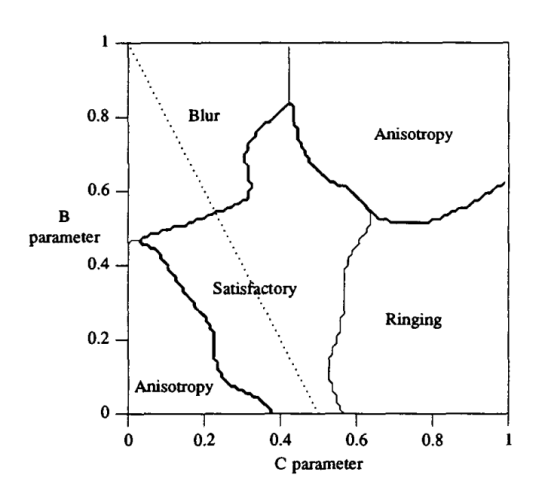 1
Blur
0.8
Anisotropy
0.6
B
parameter
0.4
Satisfactory
Ringing
0.2
Anisotropy
0
0 0.2 0.4 0.6 0.8 1
C parameter